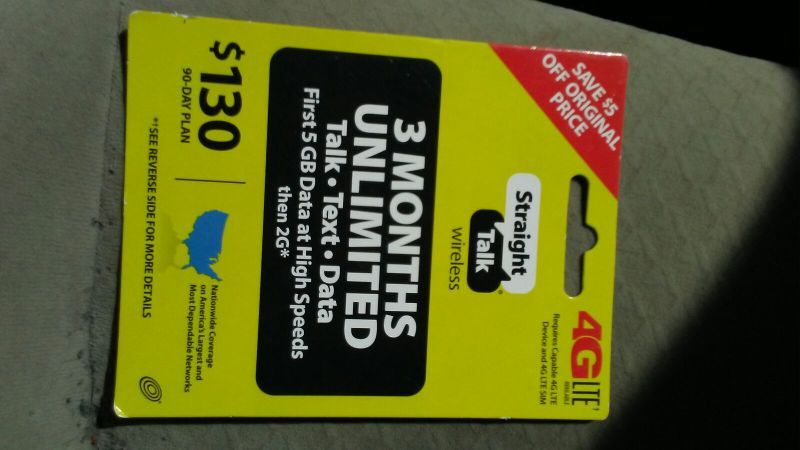 SAVE $5
OFF ORIGINAL
PRICE
Straight
Talk®
wireless
4G LTE†
AVAILABLE
Requires Capable 4G LTE
Device and 4G LTE SIM
3 MONTHS
UNLIMITED
Talk • Text • Data
First 5 GB Data at High Speeds
then 2G*
$130
90-DAY PLAN
Nationwide Coverage
on America's Largest and
Most Dependable Networks
*†SEE REVERSE SIDE FOR MORE DETAILS